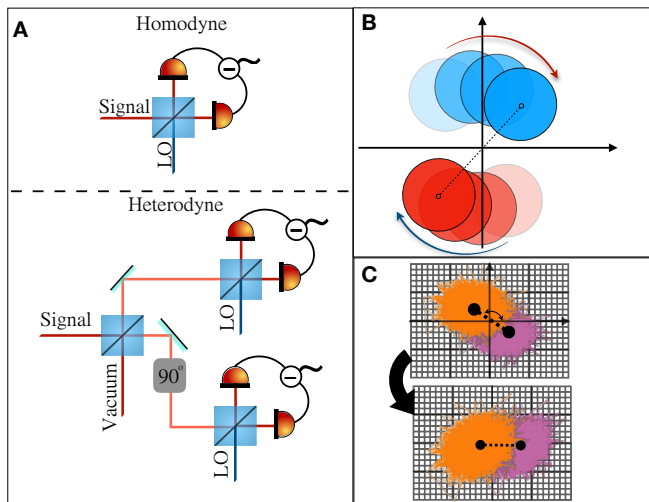 A
Homodyne
Signal
LO
Heterodyne
LO
Signal
Vacuum
90°
LO
B
C